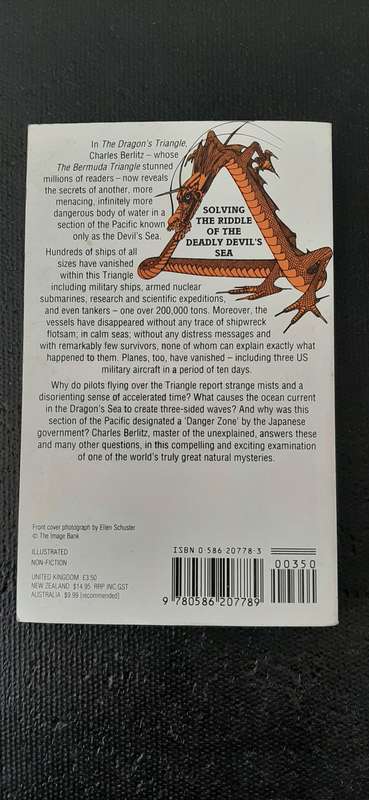 In The Dragon's Triangle,
Charles Berlitz – whose
The Bermuda Triangle stunned
millions of readers – now reveals
the secrets of another, more
menacing, infinitely more
dangerous body of water in a
section of the Pacific known
only as the Devil's Sea.
SOLVING
THE RIDDLE
OF THE
DEADLY DEVIL'S
SEA
Hundreds of ships of all
sizes have vanished
within this Triangle
including military ships, armed nuclear
submarines, research and scientific expeditions,
and even tankers – one over 200,000 tons. Moreover, the
vessels have disappeared without any trace of shipwreck
flotsam; in calm seas; without any distress messages and
with remarkably few survivors, none of whom can explain exactly what
happened to them. Planes, too, have vanished – including three US
military aircraft in a period of ten days.
Why do pilots flying over the Triangle report strange mists and a
disorienting sense of accelerated time? What causes the ocean current
in the Dragon's Sea to create three-sided waves? And why was this
section of the Pacific designated a 'Danger Zone' by the Japanese
government? Charles Berlitz, master of the unexplained, answers these
and many other questions, in this compelling and exciting examination
of one of the world's truly great natural mysteries.
Front cover photograph by Ellen Schuster
© The Image Bank
ILLUSTRATED
NON-FICTION
UNITED KINGDOM £3.50
NEW ZEALAND $14.95 RRP INC.GST
AUSTRALIA $9.99 (recommended)
ISBN 0-586-20778-3
00350
9 780586 207789